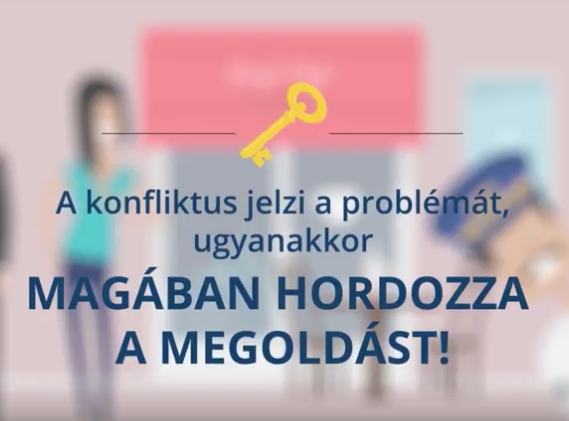 A konfliktus jelzi a problémát,
ugyanakkor
MAGÁBAN HORDOZZA
A MEGOLDÁST!